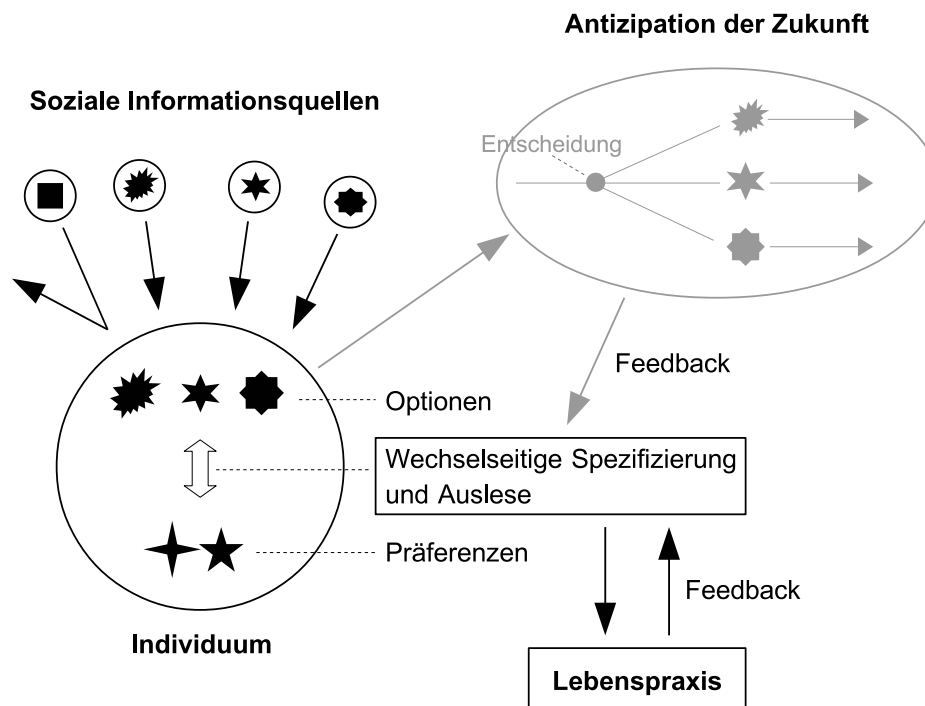 Antizipation der Zukunft
Soziale Informationsquellen
Entscheidung
Feedback
Optionen
Wechselseitige Spezifizierung
und Auslese
Präferenzen
Feedback
Individuum
Lebenspraxis